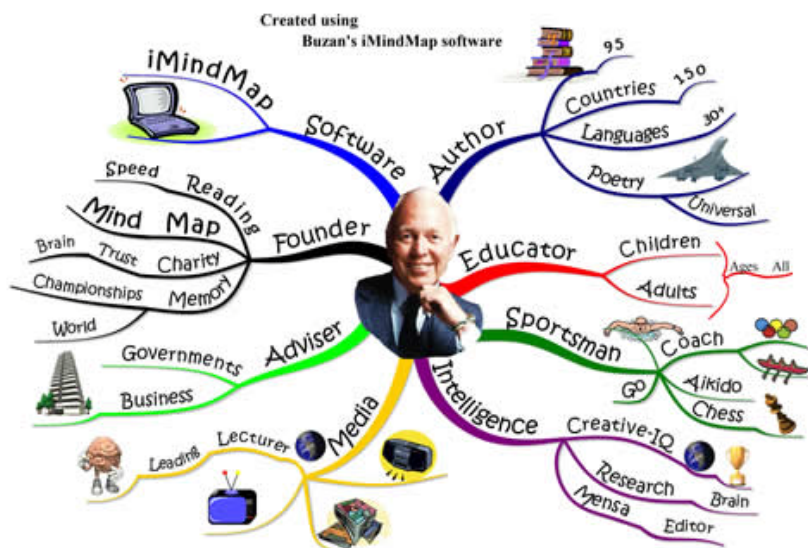 Created using
Buzan's iMindMap software
iMindMap
Software
Author
95
Countries 150
Languages 30+
Poetry
Universal
Educator
Children
Adults
Ages All
Sportsman
Coach
Aikido
Chess
Go
Intelligence
Creative-IQ
Research Brain
Mensa Editor
Media
Lecturer
Leading
Adviser
Governments
Business
Founder
Speed Reading
Mind Map
Brain Trust Charity
Championships Memory
World